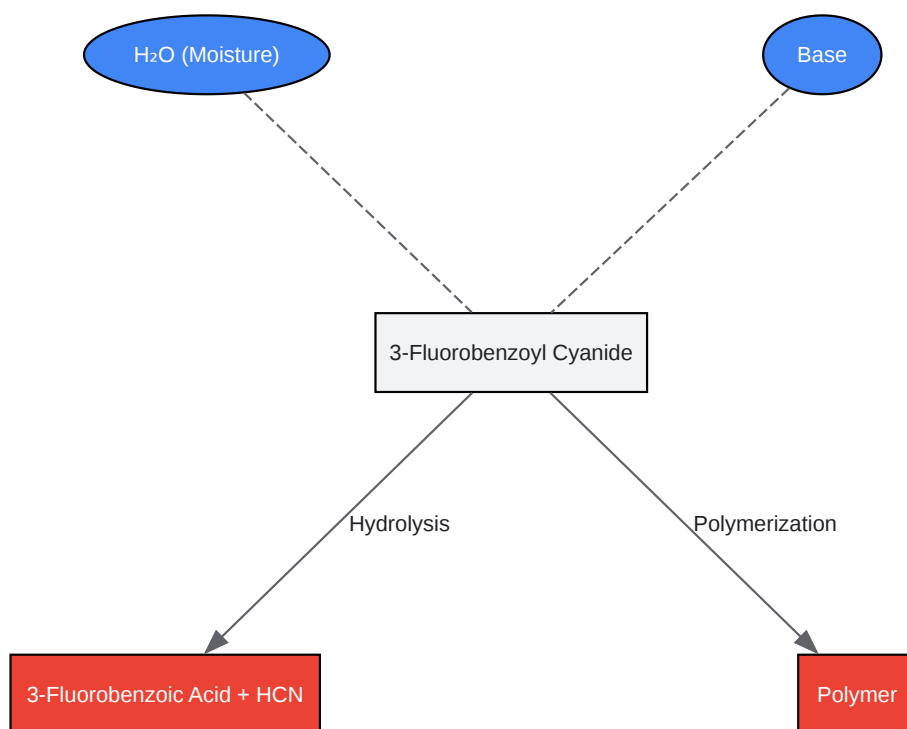 H₂O (Moisture)
Base
3-Fluorobenzoyl Cyanide
Hydrolysis
Polymerization
3-Fluorobenzoic Acid + HCN
Polymer